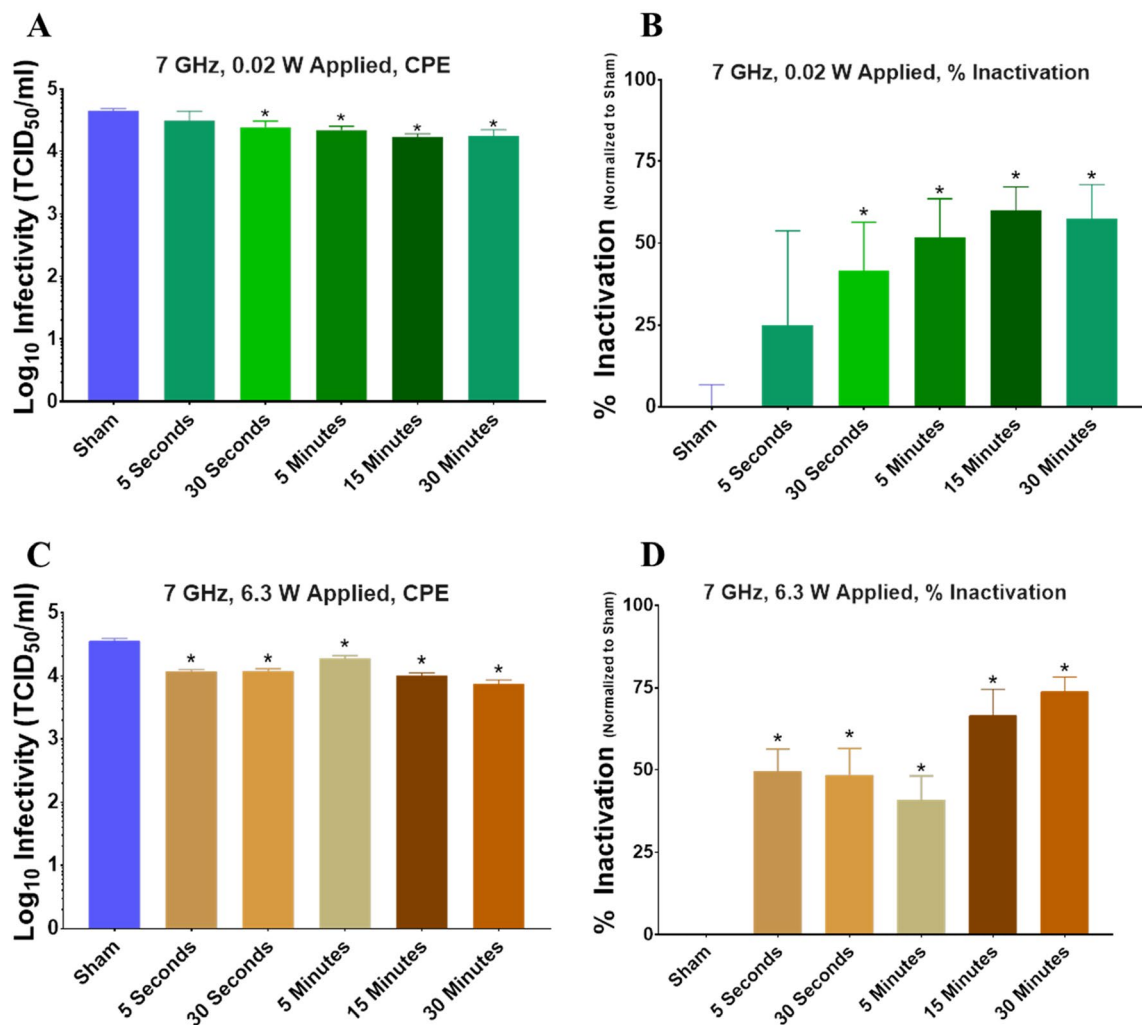 A
7 GHz, 0.02 W Applied, CPE
Log₁₀ Infectivity (TCID₅₀/ml)
5
4
3
2
1
0
Sham
5 Seconds
30 Seconds
5 Minutes
15 Minutes
30 Minutes
* * * *
B
7 GHz, 0.02 W Applied, % Inactivation
% Inactivation (Normalized to Sham)
100
75
50
25
0
Sham
5 Seconds
30 Seconds
5 Minutes
15 Minutes
30 Minutes
* * * *
C
7 GHz, 6.3 W Applied, CPE
Log₁₀ Infectivity (TCID₅₀/ml)
5
4
3
2
1
0
Sham
5 Seconds
30 Seconds
5 Minutes
15 Minutes
30 Minutes
* * * * *
D
7 GHz, 6.3 W Applied, % Inactivation
% Inactivation (Normalized to Sham)
100
75
50
25
0
Sham
5 Seconds
30 Seconds
5 Minutes
15 Minutes
30 Minutes
* * * * *